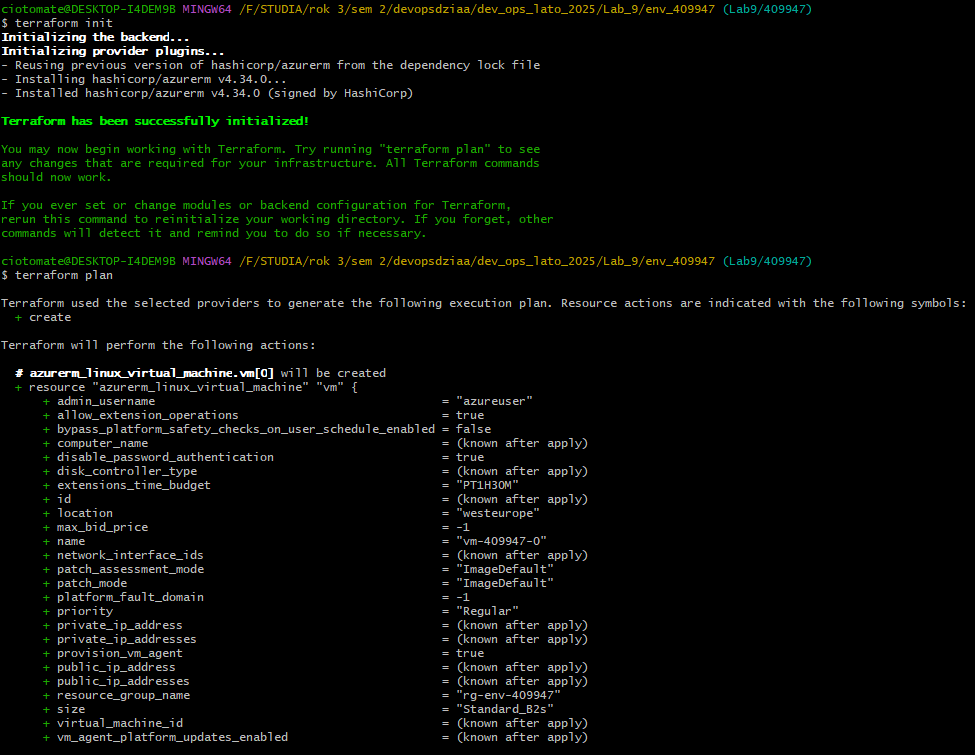 ciotomate@DESKTOP-I4DEM9B MINGW64 /F/STUDIA/rok 3/sem 2/devopsdziaa/dev_ops_lato_2025/Lab_9/env_409947 (Lab9/409947)
$ terraform init
Initializing the backend...
Initializing provider plugins...
- Reusing previous version of hashicorp/azurerm from the dependency lock file
- Installing hashicorp/azurerm v4.34.0...
- Installed hashicorp/azurerm v4.34.0 (signed by HashiCorp)
Terraform has been successfully initialized!
You may now begin working with Terraform. Try running "terraform plan" to see
any changes that are required for your infrastructure. All Terraform commands
should now work.
If you ever set or change modules or backend configuration for Terraform,
rerun this command to reinitialize your working directory. If you forget, other
commands will detect it and remind you to do so if necessary.
ciotomate@DESKTOP-I4DEM9B MINGW64 /F/STUDIA/rok 3/sem 2/devopsdziaa/dev_ops_lato_2025/Lab_9/env_409947 (Lab9/409947)
$ terraform plan
Terraform used the selected providers to generate the following execution plan. Resource actions are indicated with the following symbols:
+ create
Terraform will perform the following actions:
# azurerm_linux_virtual_machine.vm[0] will be created
+ resource "azurerm_linux_virtual_machine" "vm" {
+ admin_username = "azureuser"
+ allow_extension_operations = true
+ bypass_platform_safety_checks_on_user_schedule_enabled = false
+ computer_name = (known after apply)
+ disable_password_authentication = true
+ disk_controller_type = (known after apply)
+ extensions_time_budget = "PT1H30M"
+ id = (known after apply)
+ location = "westeurope"
+ max_bid_price = -1
+ name = "vm-409947-0"
+ network_interface_ids = (known after apply)
+ patch_assessment_mode = "ImageDefault"
+ patch_mode = "ImageDefault"
+ platform_fault_domain = -1
+ priority = "Regular"
+ private_ip_address = (known after apply)
+ private_ip_addresses = (known after apply)
+ provision_vm_agent = true
+ public_ip_address = (known after apply)
+ public_ip_addresses = (known after apply)
+ resource_group_name = "rg-env-409947"
+ size = "Standard_B2s"
+ virtual_machine_id = (known after apply)
+ vm_agent_platform_updates_enabled = (known after apply)